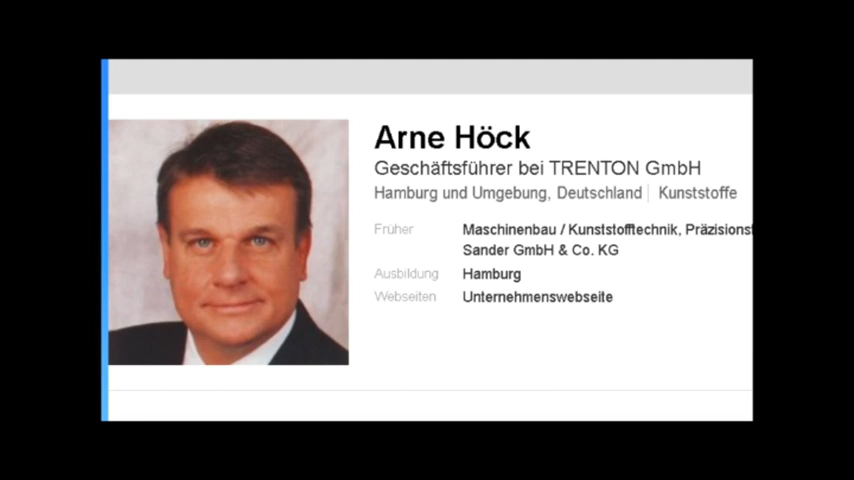 Arne Höck
Geschäftsführer bei TRENTON GmbH
Hamburg und Umgebung, Deutschland | Kunststoffe
Früher Maschinenbau / Kunststofftechnik, Präzisionsf
Sander GmbH & Co. KG
Ausbildung Hamburg
Webseiten Unternehmenswebseite